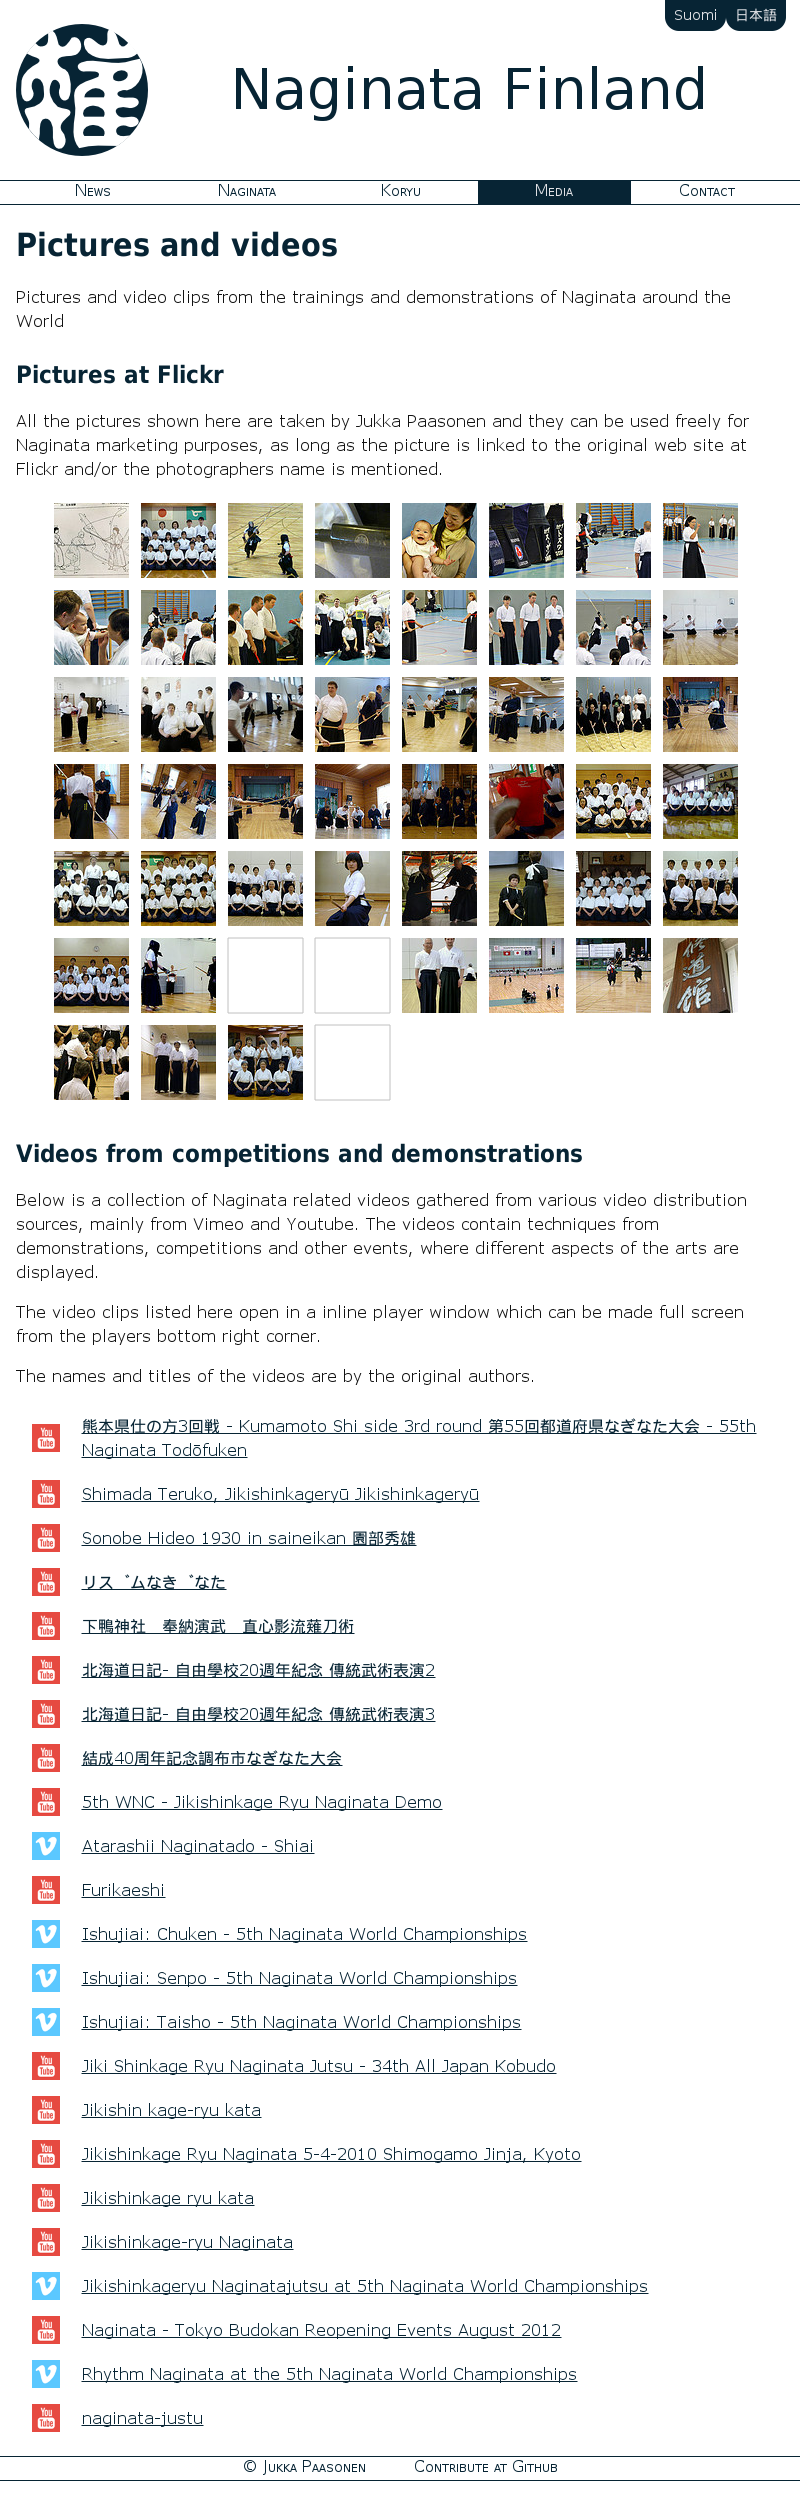 Suomi 日本語
Naginata Finland
News Naginata Koryu Media Contact
Pictures and videos
Pictures and video clips from the trainings and demonstrations of Naginata around the
World
Pictures at Flickr
All the pictures shown here are taken by Jukka Paasonen and they can be used freely for
Naginata marketing purposes, as long as the picture is linked to the original web site at
Flickr and/or the photographers name is mentioned.
Videos from competitions and demonstrations
Below is a collection of Naginata related videos gathered from various video distribution
sources, mainly from Vimeo and Youtube. The videos contain techniques from
demonstrations, competitions and other events, where different aspects of the arts are
displayed.
The video clips listed here open in a inline player window which can be made full screen
from the players bottom right corner.
The names and titles of the videos are by the original authors.
熊本県仕の方3回戦 - Kumamoto Shi side 3rd round 第55回都道府県なぎなた大会 - 55th
Naginata Todōfuken
Shimada Teruko, Jikishinkageryū Jikishinkageryū
Sonobe Hideo 1930 in saineikan 園部秀雄
リズムなぎなた
下鴨神社　奉納演武　直心影流薙刀術
北海道日記- 自由學校20週年紀念 傳統武術表演2
北海道日記- 自由學校20週年紀念 傳統武術表演3
結成40周年記念調布市なぎなた大会
5th WNC - Jikishinkage Ryu Naginata Demo
Atarashii Naginatado - Shiai
Furikaeshi
Ishujiai: Chuken - 5th Naginata World Championships
Ishujiai: Senpo - 5th Naginata World Championships
Ishujiai: Taisho - 5th Naginata World Championships
Jiki Shinkage Ryu Naginata Jutsu - 34th All Japan Kobudo
Jikishin kage-ryu kata
Jikishinkage Ryu Naginata 5-4-2010 Shimogamo Jinja, Kyoto
Jikishinkage ryu kata
Jikishinkage-ryu Naginata
Jikishinkageryu Naginatajutsu at 5th Naginata World Championships
Naginata - Tokyo Budokan Reopening Events August 2012
Rhythm Naginata at the 5th Naginata World Championships
naginata-justu
© Jukka Paasonen Contribute at Github